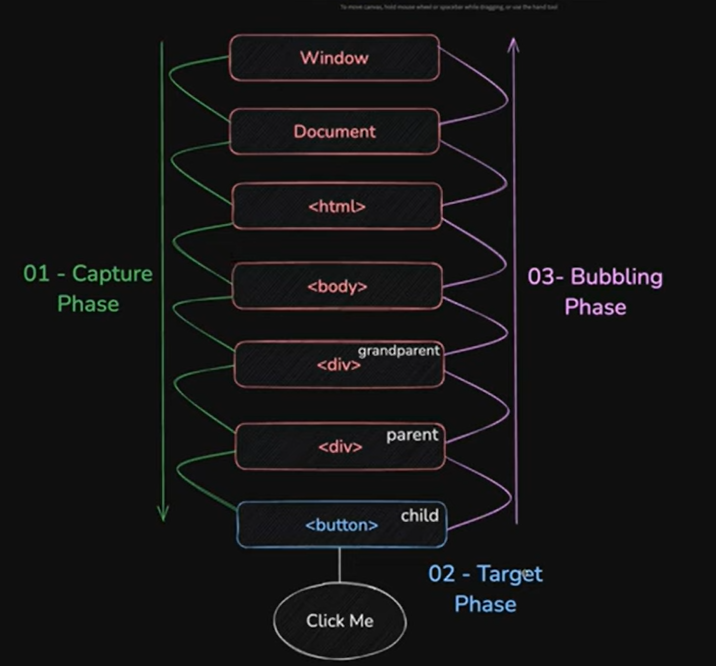 To move canvas, hold mouse wheel or spacebar while dragging, or use the hand tool
Window
Document
<html>
<body>
grandparent
<div>
parent
<div>
child
<button>
Click Me
01 - Capture
Phase
02 - Target
Phase
03- Bubbling
Phase